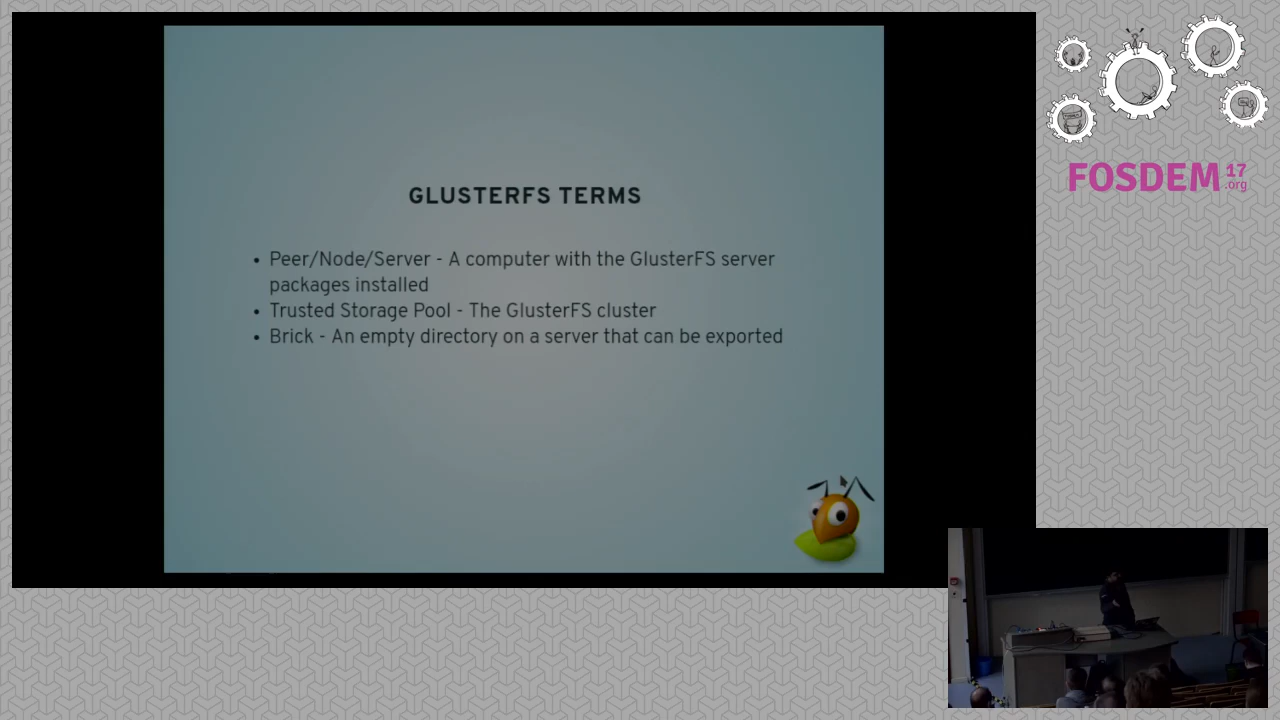 GLUSTERFS TERMS
• Peer/Node/Server - A computer with the GlusterFS server
packages installed
• Trusted Storage Pool - The GlusterFS cluster
• Brick - An empty directory on a server that can be exported
FOSDEM 17
.org